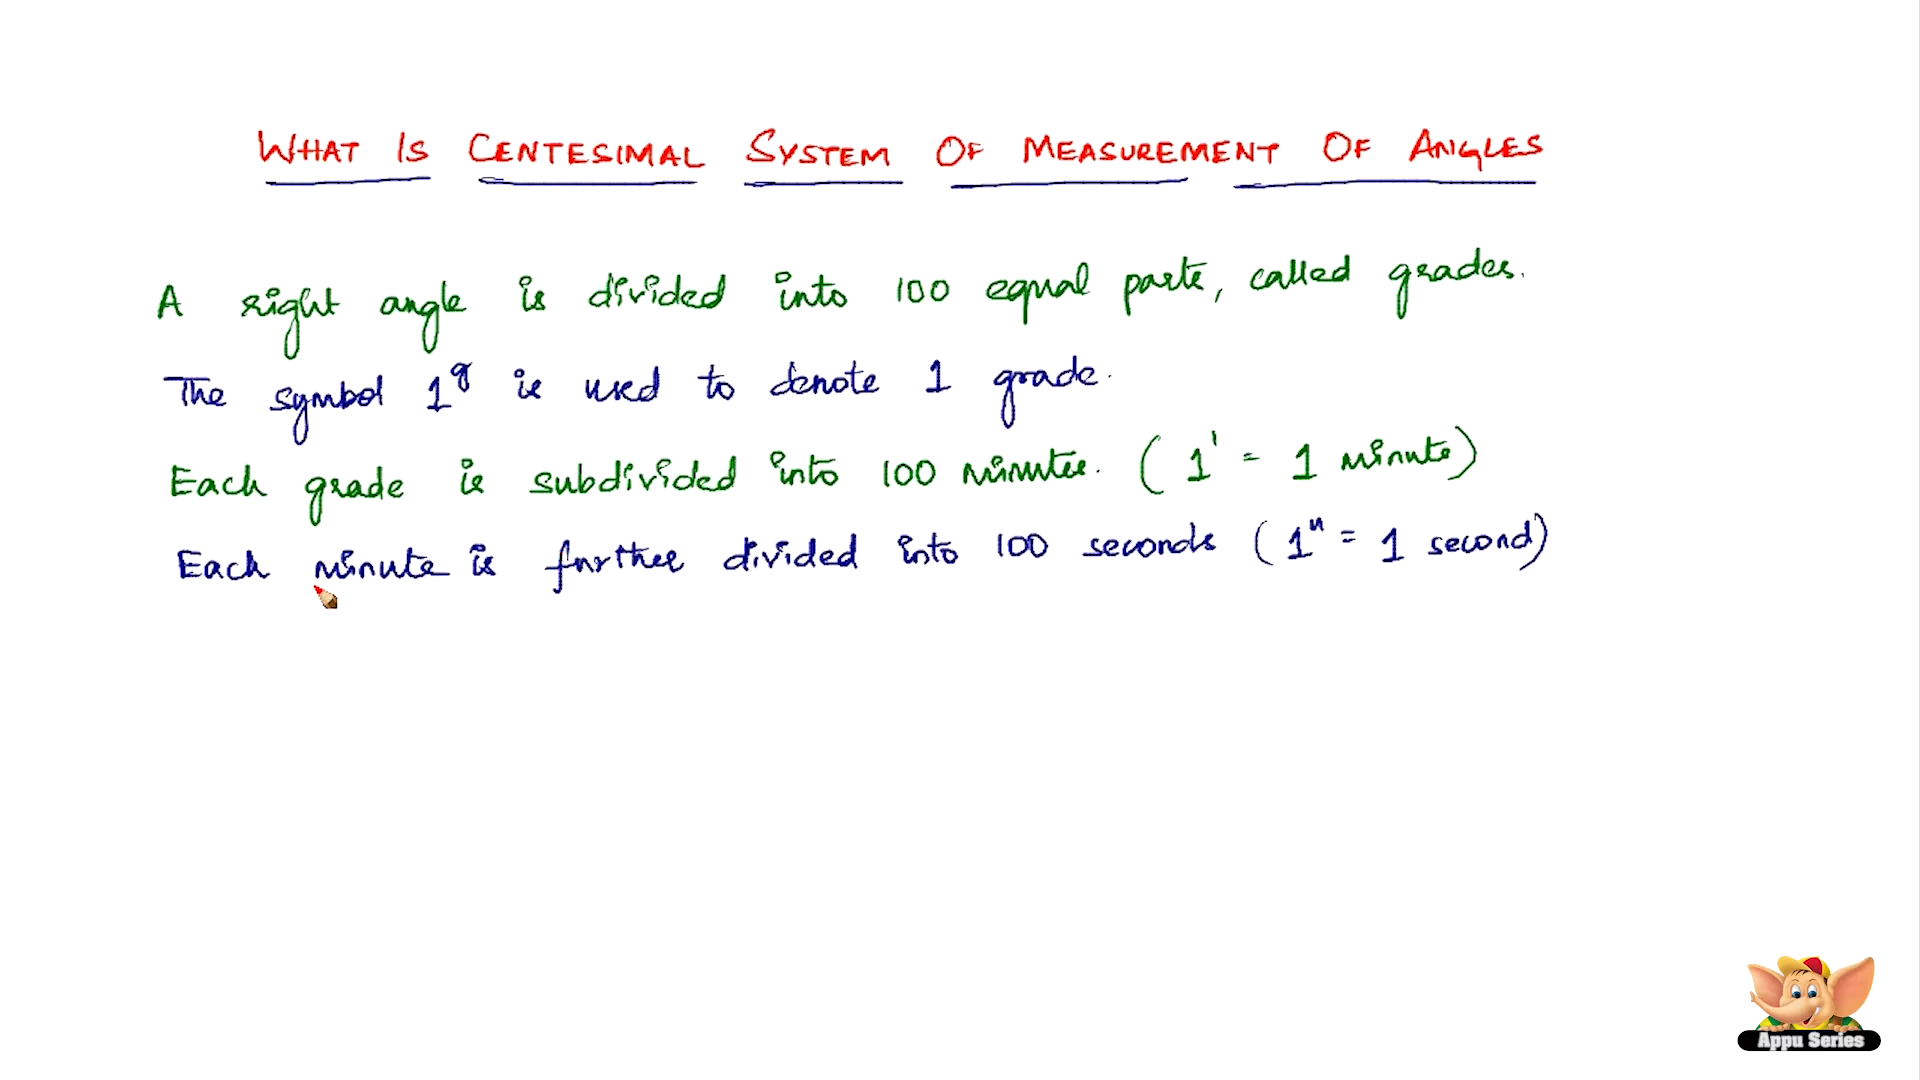 WHAT IS CENTESIMAL SYSTEM OF MEASUREMENT OF ANGLES
A right angle is divided into 100 equal parts, called grades.
The symbol 1ᵍ is used to denote 1 grade.
Each grade is subdivided into 100 minutes. (1' = 1 minute)
Each minute is further divided into 100 seconds (1" = 1 second)
Appu Series